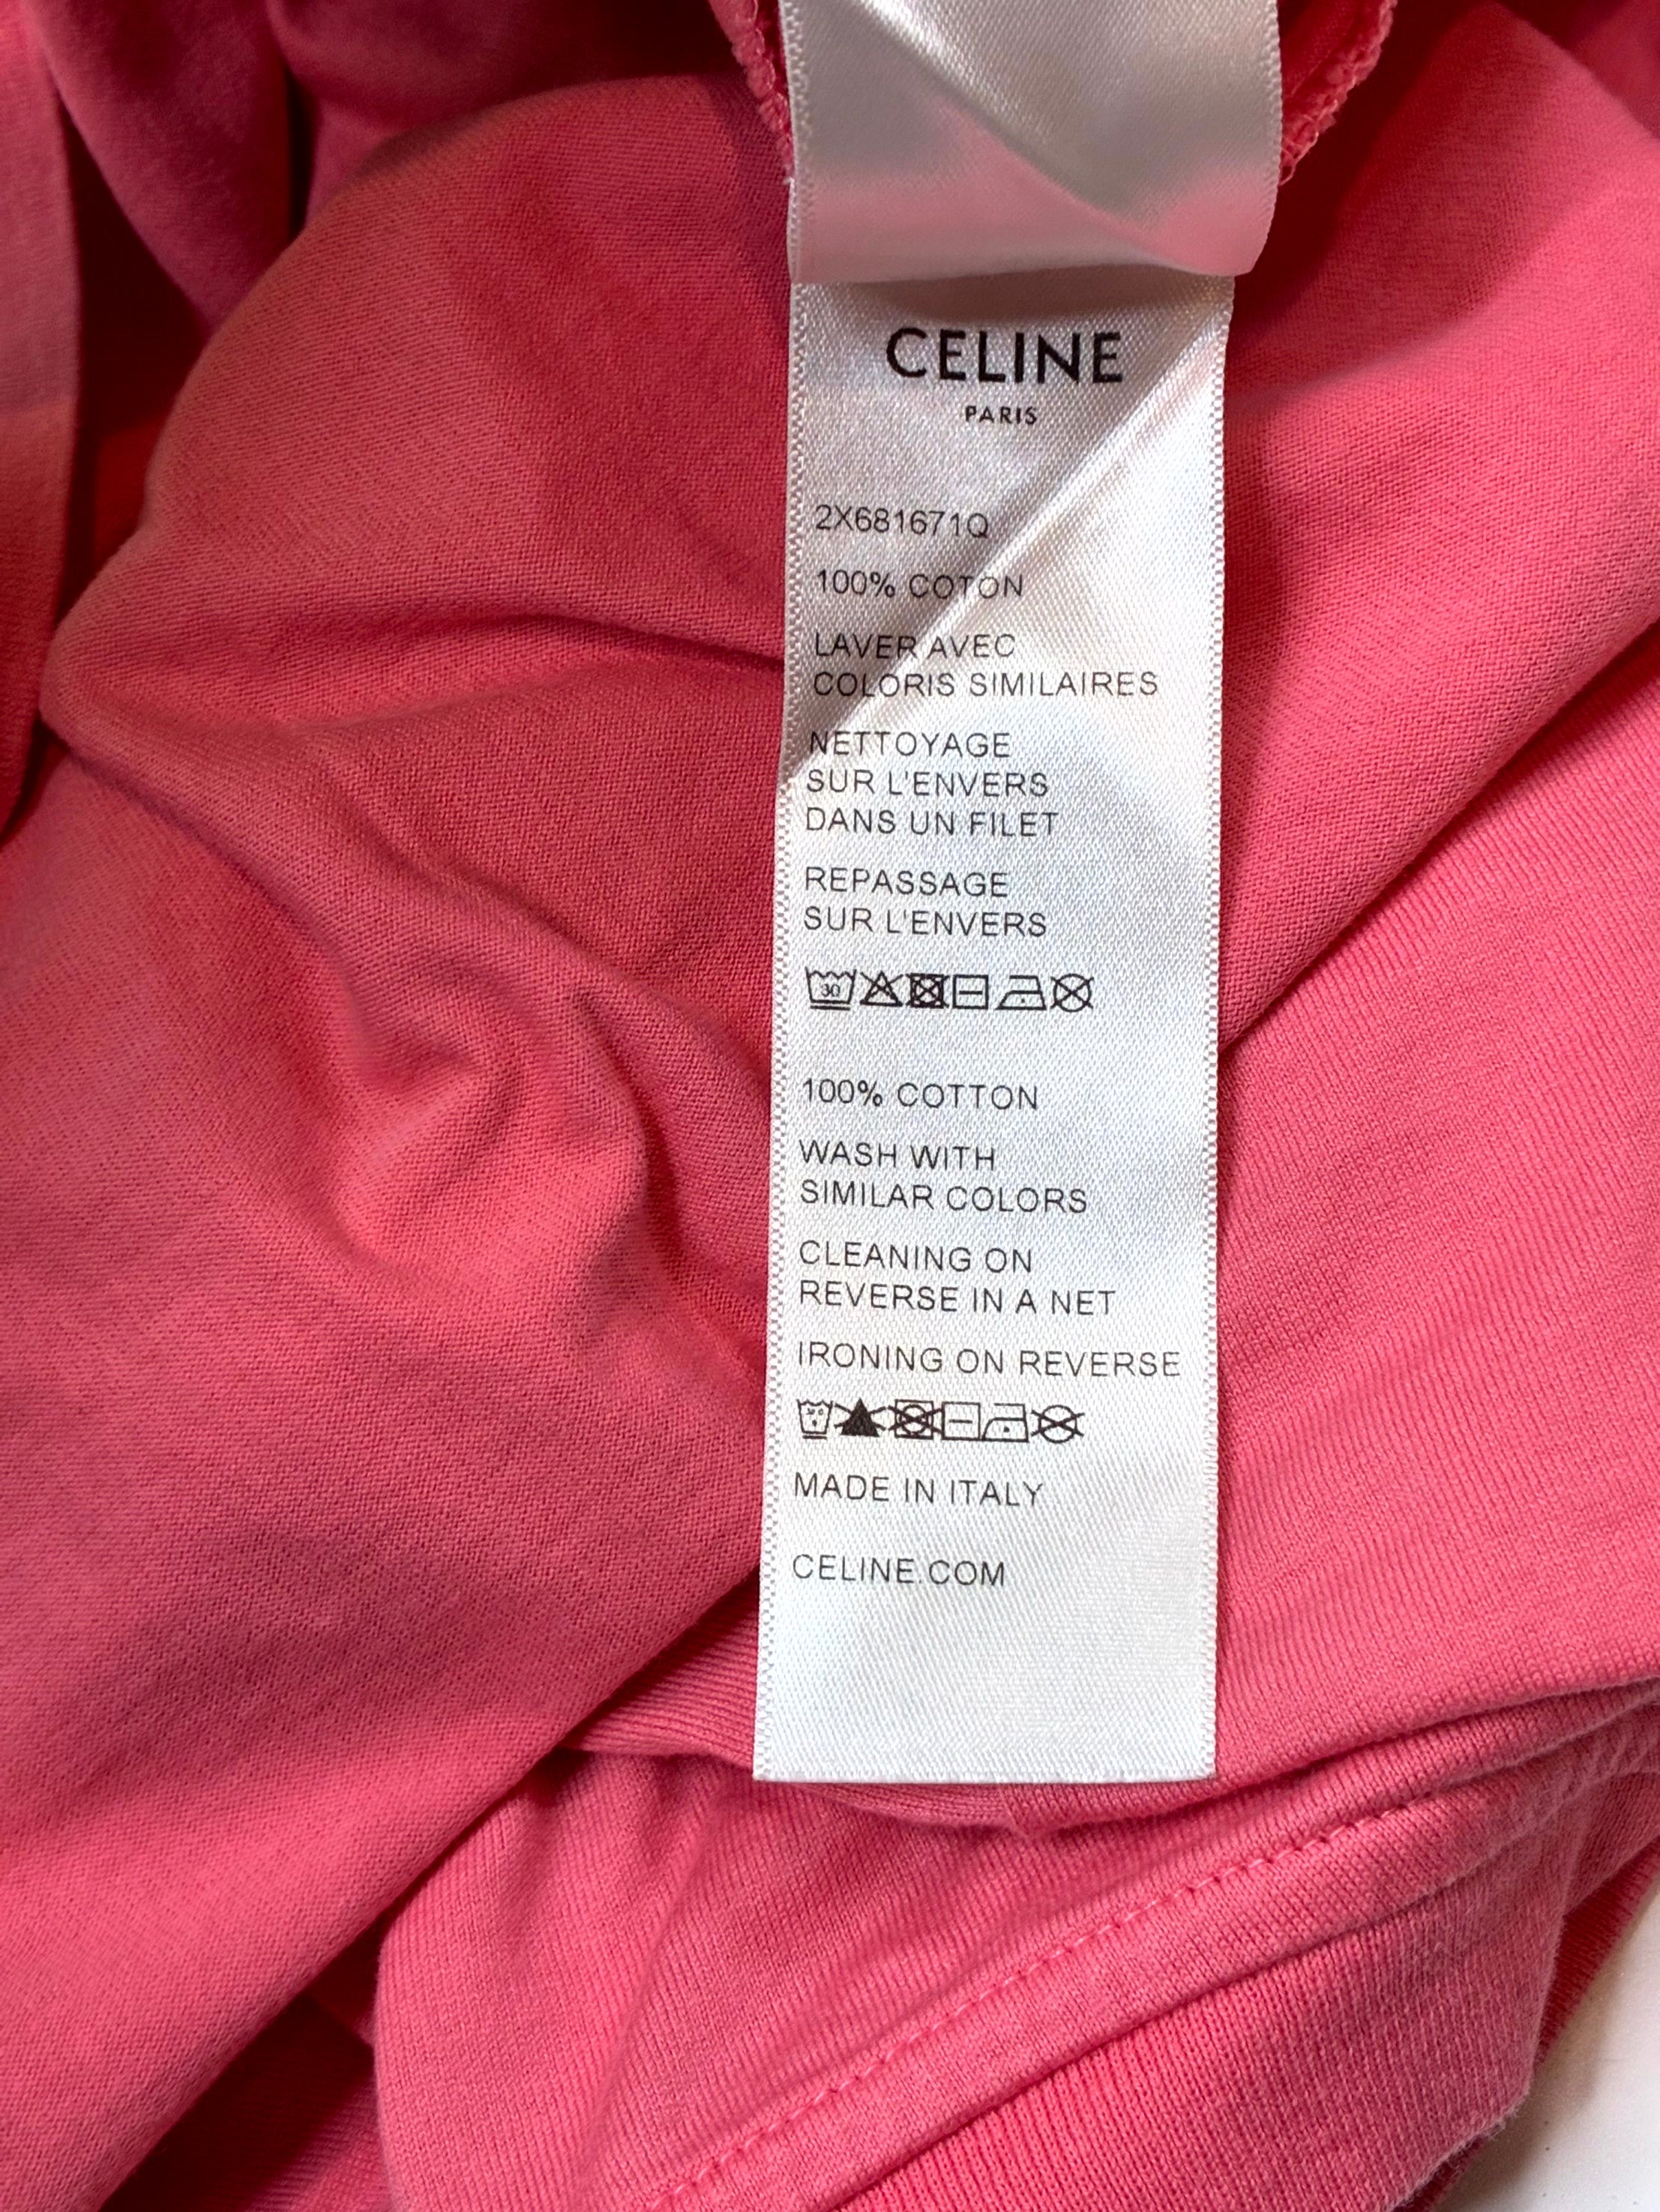 CELINE
PARIS
2X681671Q
100% COTON
LAVER AVEC
COLORIS SIMILAIRES
NETTOYAGE
SUR L'ENVERS
DANS UN FILET
REPASSAGE
SUR L'ENVERS
30
100% COTTON
WASH WITH
SIMILAR COLORS
CLEANING ON
REVERSE IN A NET
IRONING ON REVERSE
MADE IN ITALY
CELINE.COM